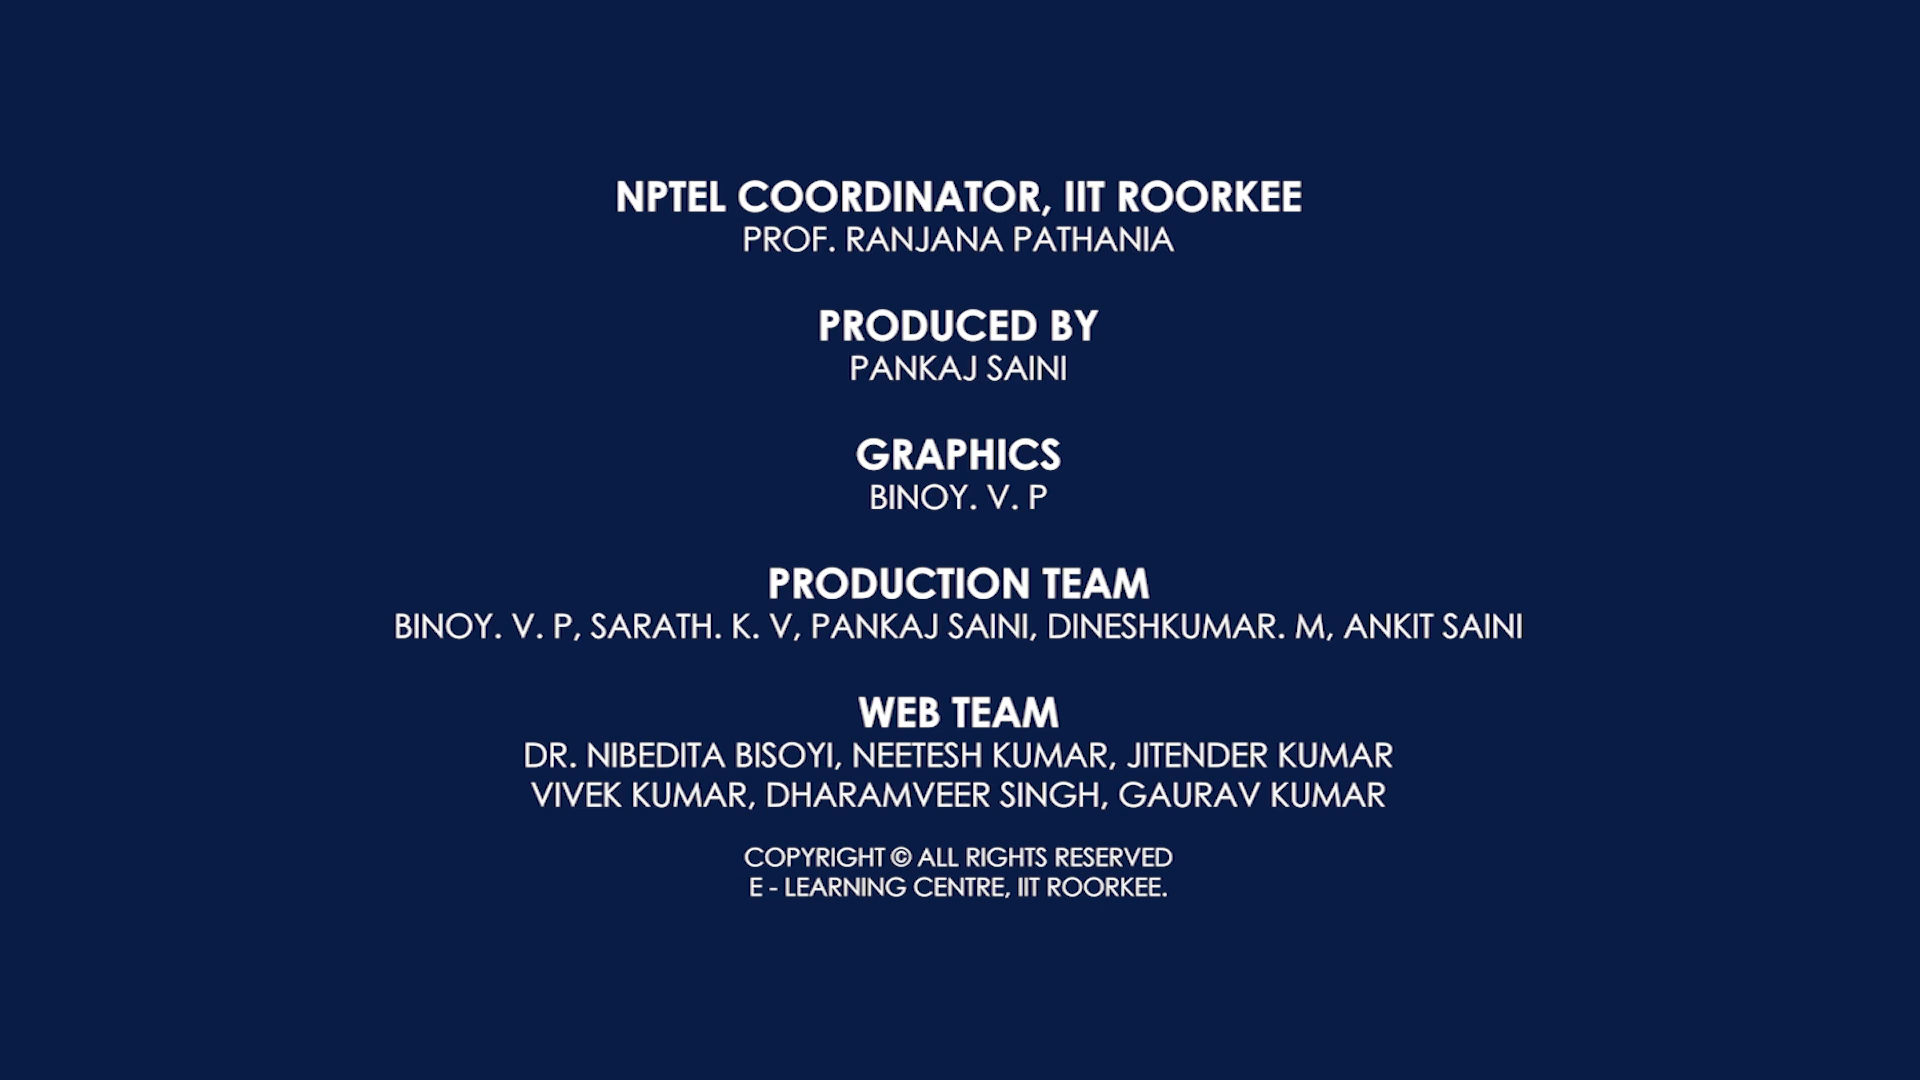 NPTEL COORDINATOR, IIT ROORKEE
PROF. RANJANA PATHANIA
PRODUCED BY
PANKAJ SAINI
GRAPHICS
BINOY. V. P
PRODUCTION TEAM
BINOY. V. P, SARATH. K. V, PANKAJ SAINI, DINESHKUMAR. M, ANKIT SAINI
WEB TEAM
DR. NIBEDITA BISOYI, NEETESH KUMAR, JITENDER KUMAR
VIVEK KUMAR, DHARAMVEER SINGH, GAURAV KUMAR
COPYRIGHT © ALL RIGHTS RESERVED
E - LEARNING CENTRE, IIT ROORKEE.